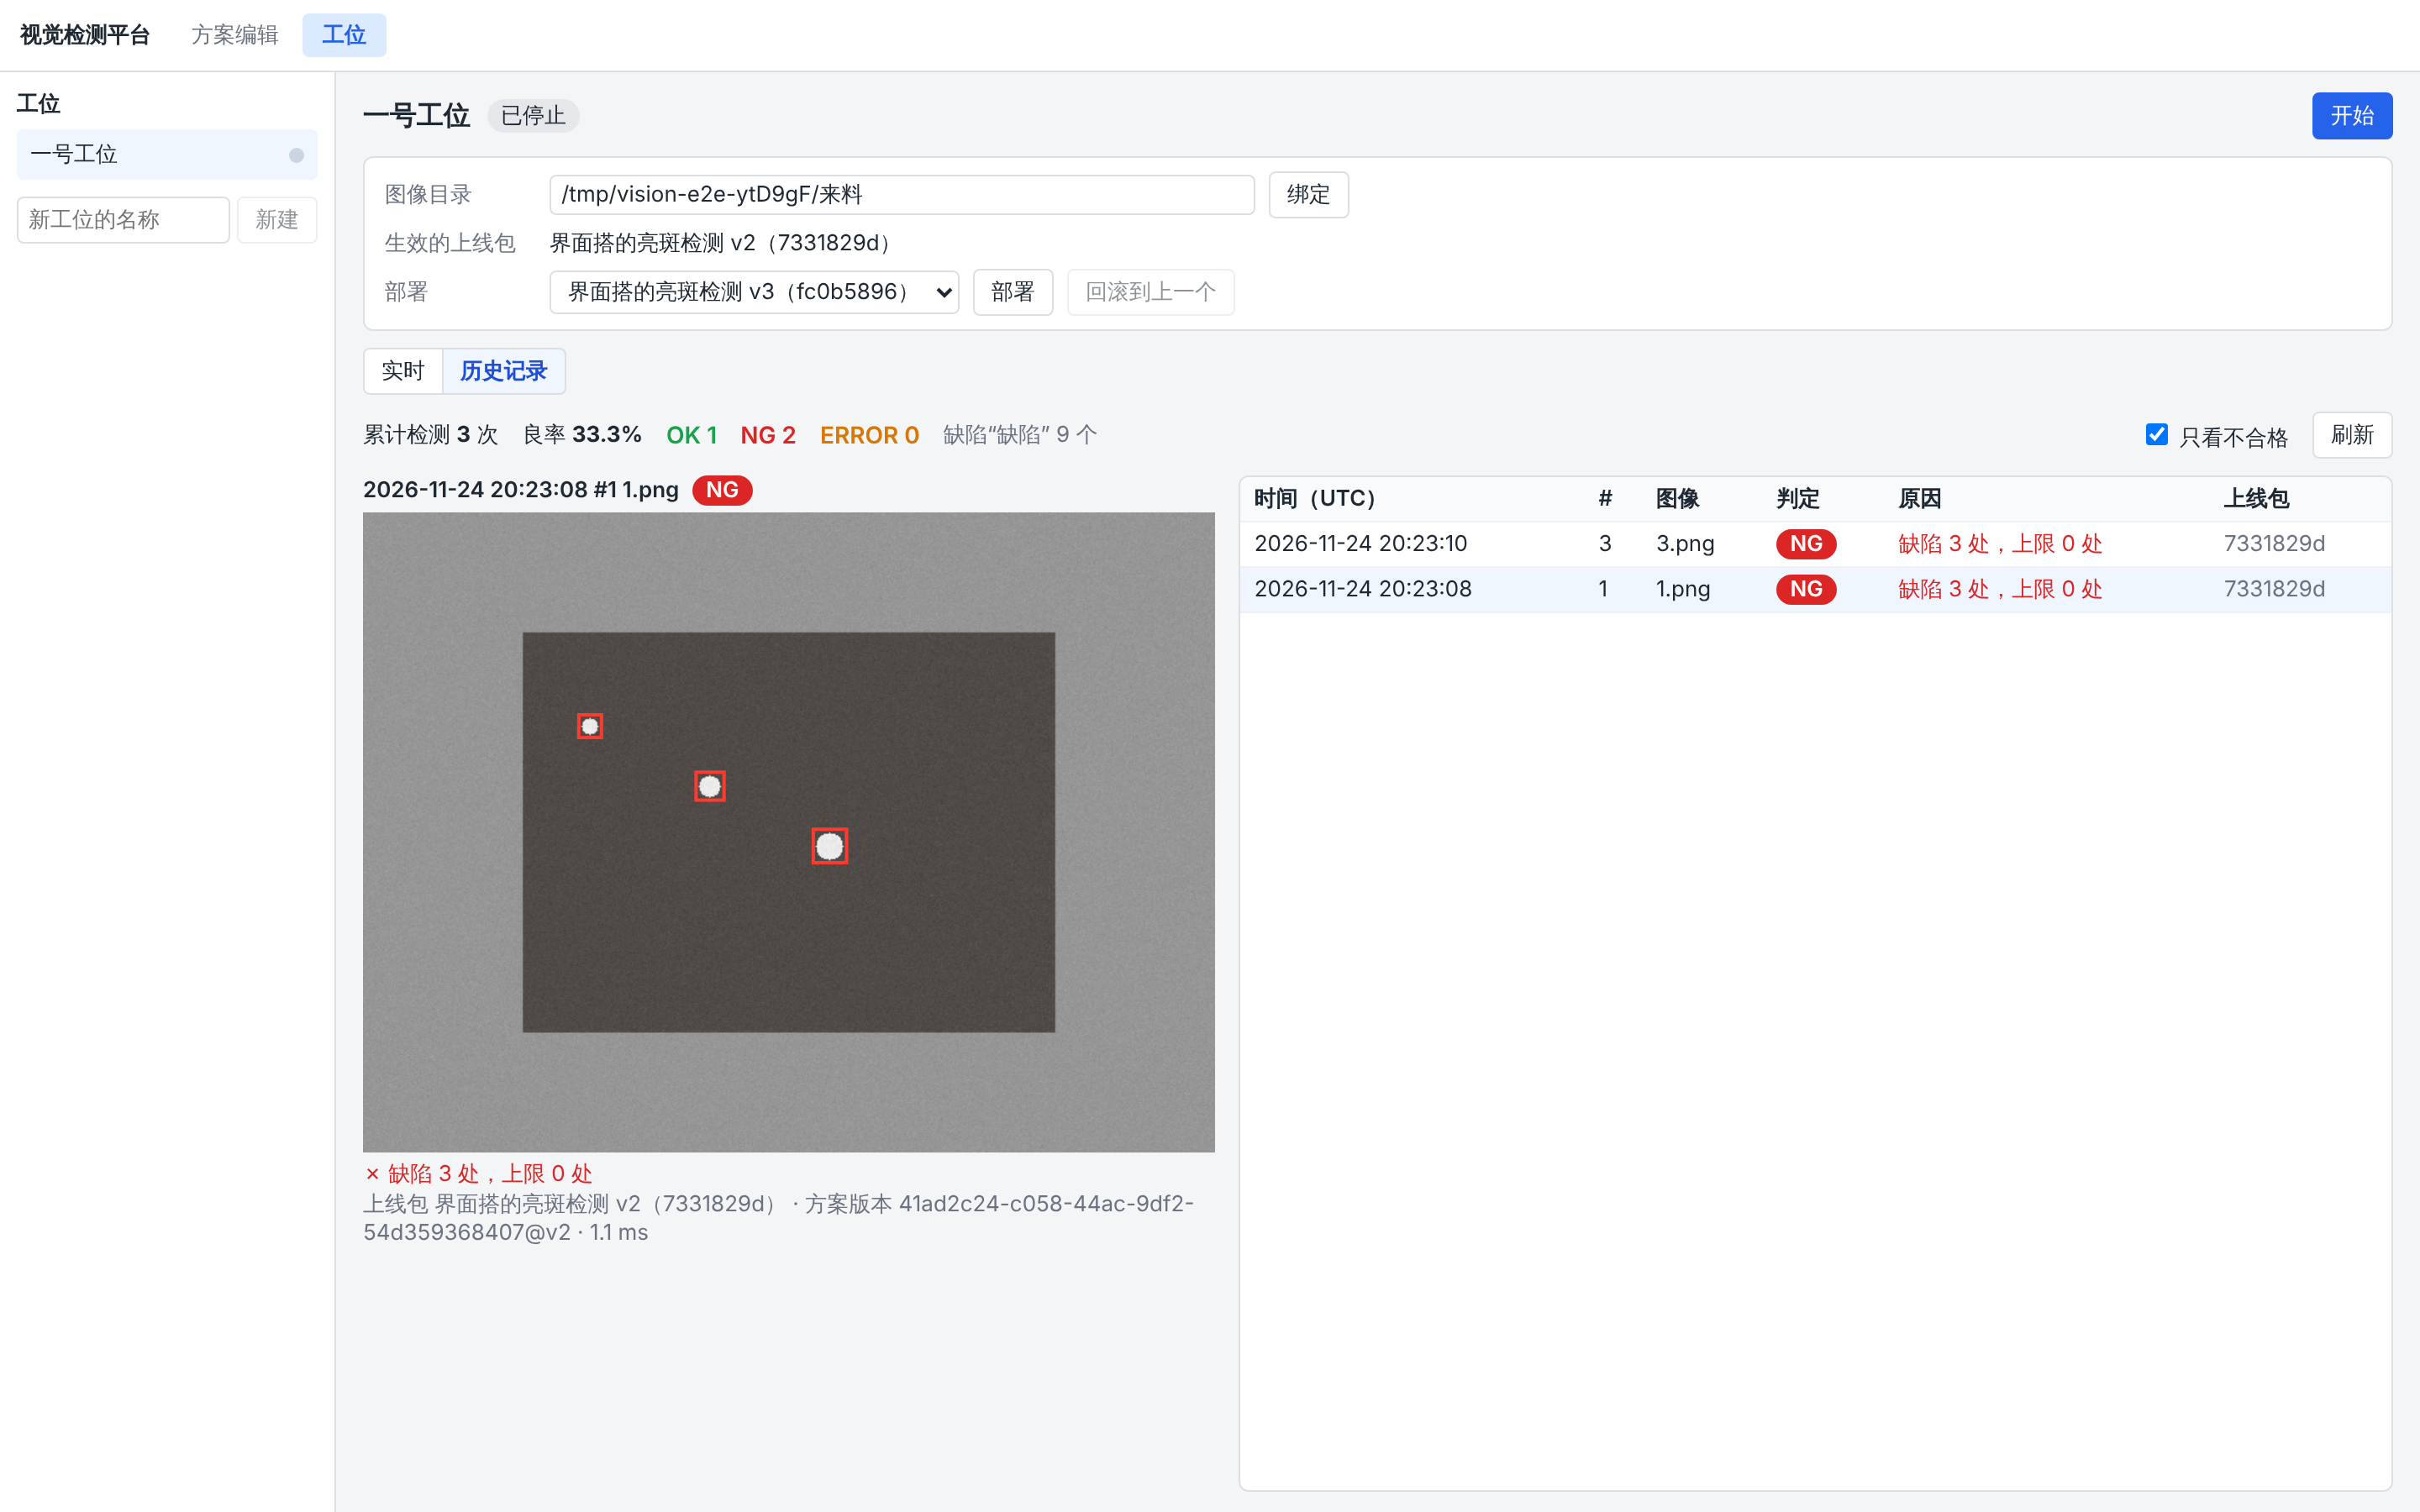 视觉检测平台 方案编辑 工位
工位
一号工位
新工位的名称 新建
一号工位 已停止 开始
图像目录 /tmp/vision-e2e-ytD9gF/来料 绑定
生效的上线包 界面搭的亮斑检测 v2（7331829d）
部署 界面搭的亮斑检测 v3（fc0b5896） 部署 回滚到上一个
实时 历史记录
累计检测 3 次 良率 33.3% OK 1 NG 2 ERROR 0 缺陷“缺陷” 9 个 只看不合格 刷新
2026-11-24 20:23:08 #1 1.png NG
× 缺陷 3 处，上限 0 处
上线包 界面搭的亮斑检测 v2（7331829d） · 方案版本 41ad2c24-c058-44ac-9df2-
54d359368407@v2 · 1.1 ms
时间（UTC） # 图像 判定 原因 上线包
2026-11-24 20:23:10 3 3.png NG 缺陷 3 处，上限 0 处 7331829d
2026-11-24 20:23:08 1 1.png NG 缺陷 3 处，上限 0 处 7331829d